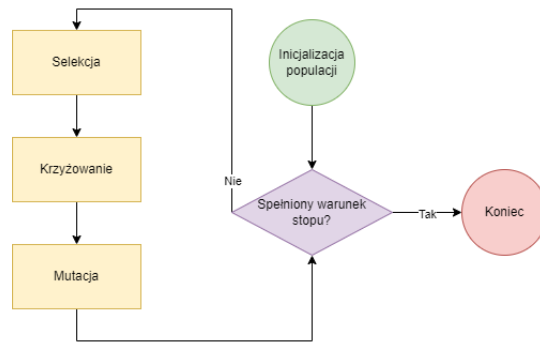 Inicjalizacja
populacji
Selekcja
Krzyżowanie
Mutacja
Nie
Spełniony warunek
stopu?
Tak
Koniec